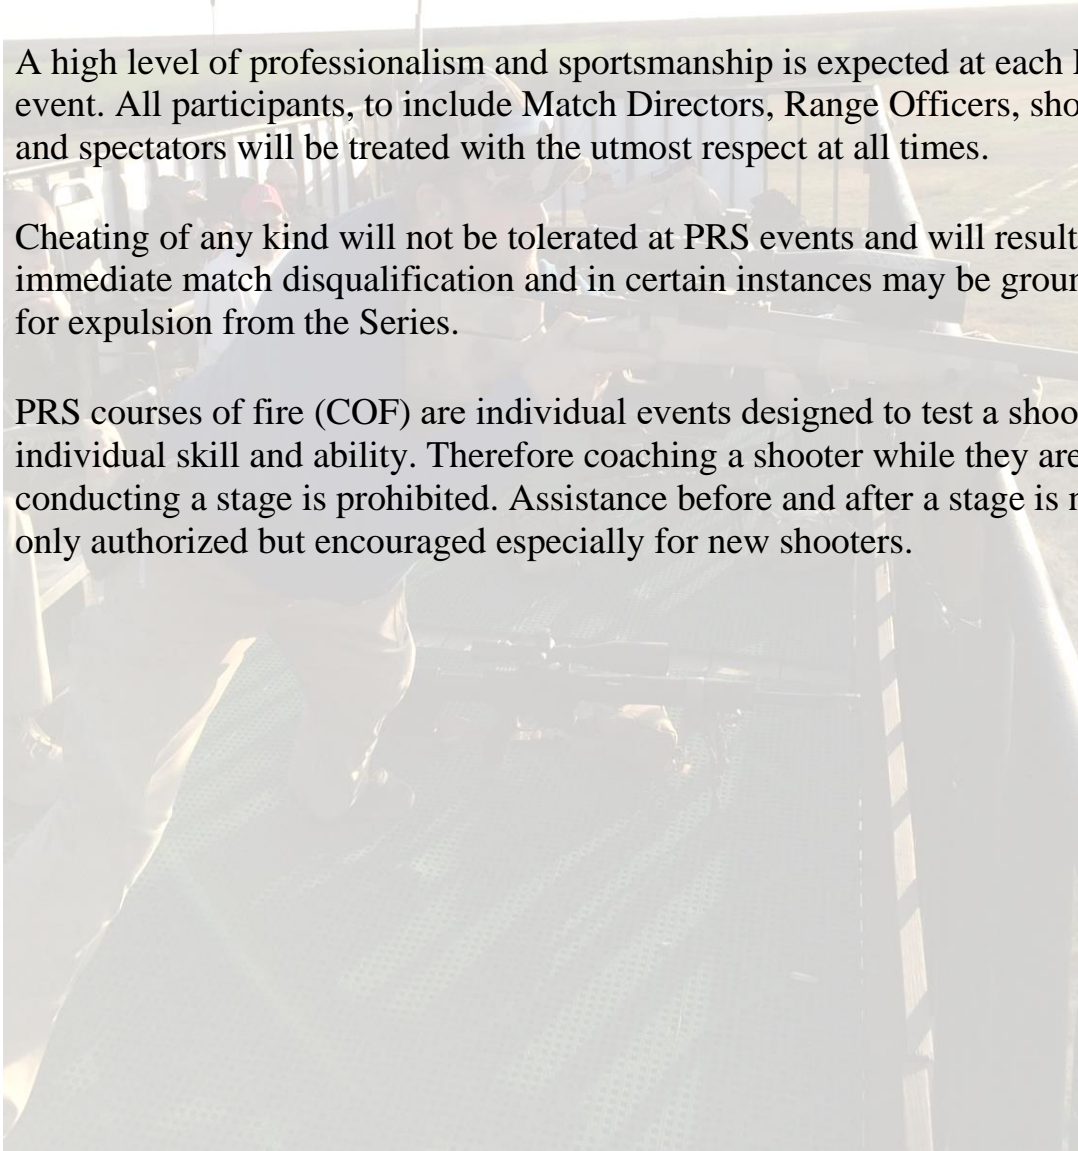 A high level of professionalism and sportsmanship is expected at each
event. All participants, to include Match Directors, Range Officers, sho
and spectators will be treated with the utmost respect at all times.
Cheating of any kind will not be tolerated at PRS events and will result
immediate match disqualification and in certain instances may be groun
for expulsion from the Series.
PRS courses of fire (COF) are individual events designed to test a shoo
individual skill and ability. Therefore coaching a shooter while they are
conducting a stage is prohibited. Assistance before and after a stage is
only authorized but encouraged especially for new shooters.